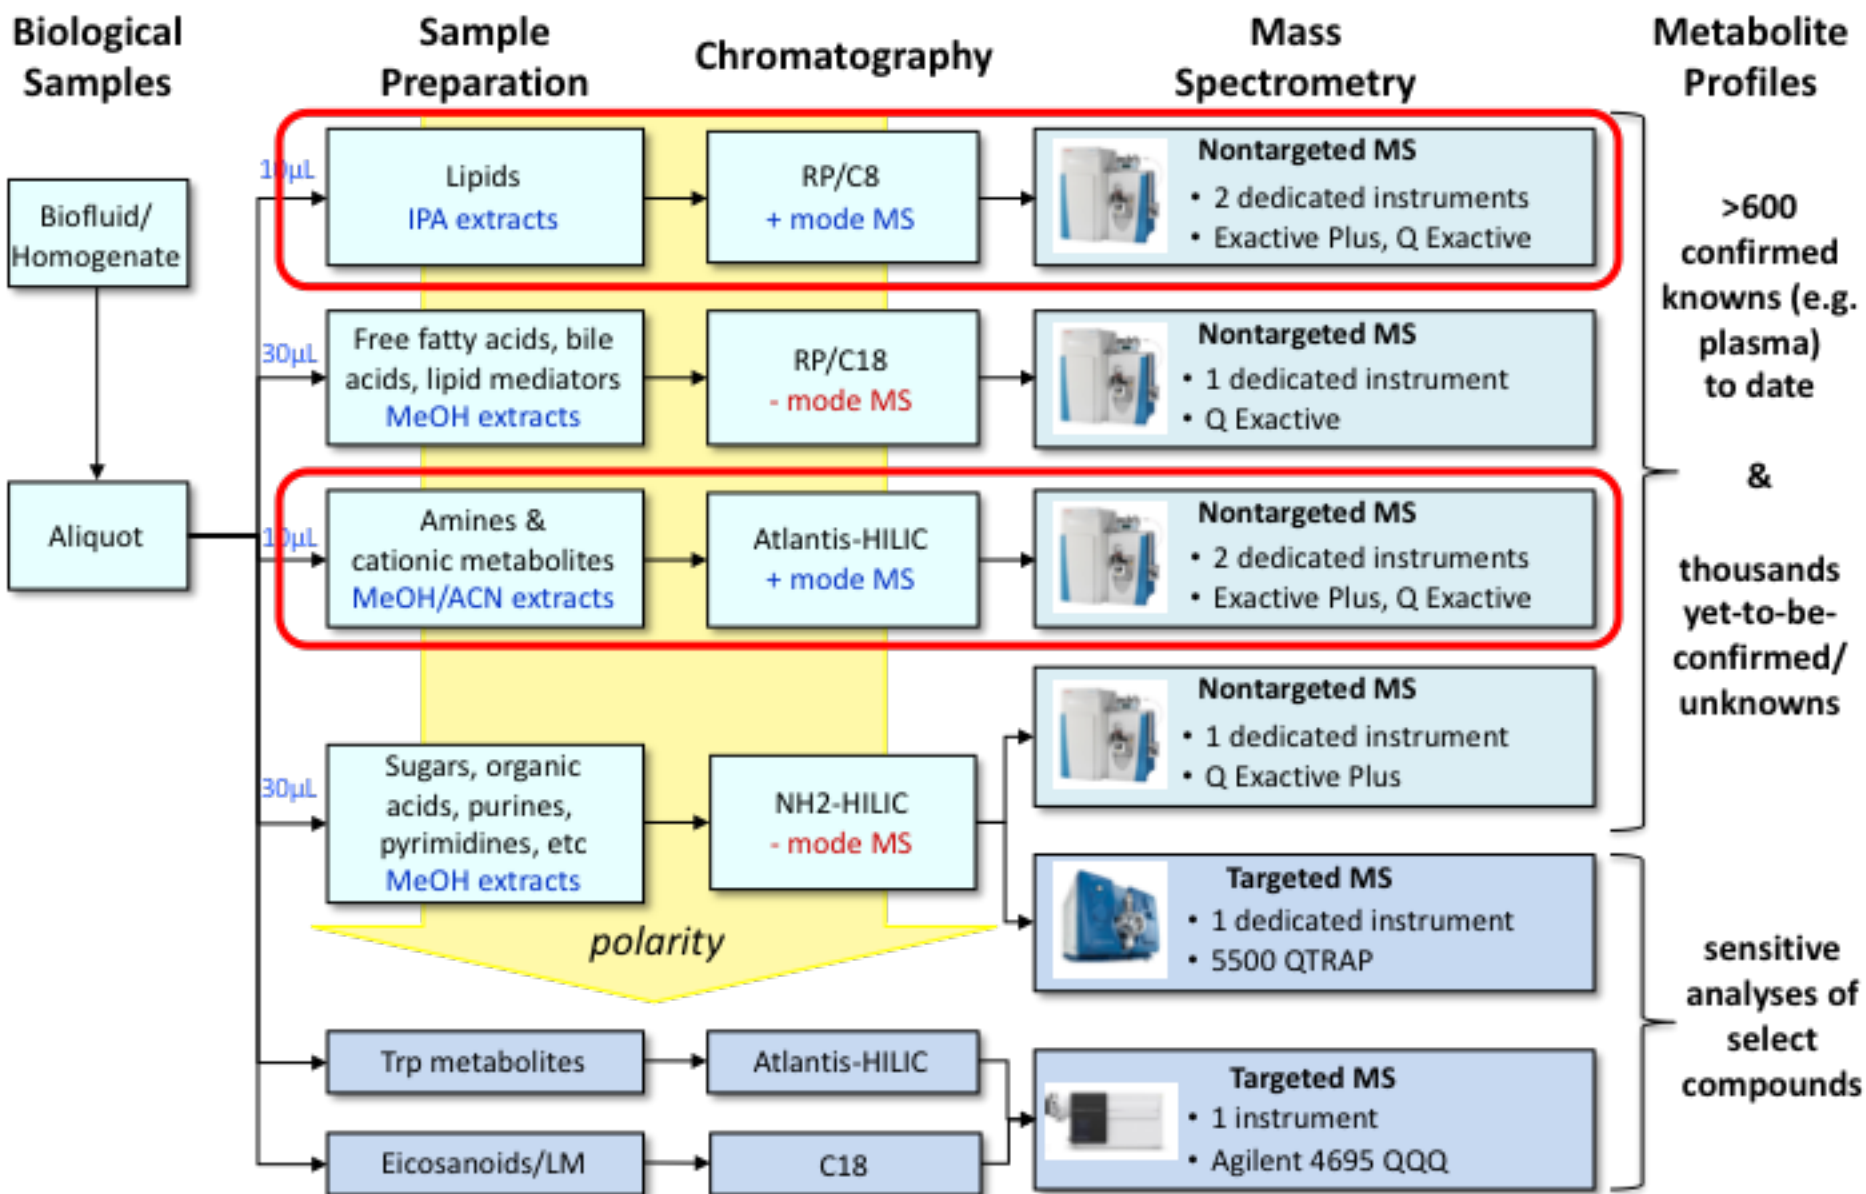 Biological
Samples
Sample
Preparation
Chromatography
Mass
Spectrometry
Metabolite
Profiles
Biofluid/
Homogenate
Aliquot
10µL
Lipids
IPA extracts
RP/C8
+ mode MS
Nontargeted MS
• 2 dedicated instruments
• Exactive Plus, Q Exactive
30µL
Free fatty acids, bile
acids, lipid mediators
MeOH extracts
RP/C18
- mode MS
Nontargeted MS
• 1 dedicated instrument
• Q Exactive
10µL
Amines &
cationic metabolites
MeOH/ACN extracts
Atlantis-HILIC
+ mode MS
Nontargeted MS
• 2 dedicated instruments
• Exactive Plus, Q Exactive
30µL
Sugars, organic
acids, purines,
pyrimidines, etc
MeOH extracts
NH2-HILIC
- mode MS
Nontargeted MS
• 1 dedicated instrument
• Q Exactive Plus
Targeted MS
• 1 dedicated instrument
• 5500 QTRAP
polarity
Trp metabolites
Atlantis-HILIC
Eicosanoids/LM
C18
Targeted MS
• 1 instrument
• Agilent 4695 QQQ
>600
confirmed
knowns (e.g.
plasma)
to date
&
thousands
yet-to-be-
confirmed/
unknowns
sensitive
analyses of
select
compounds